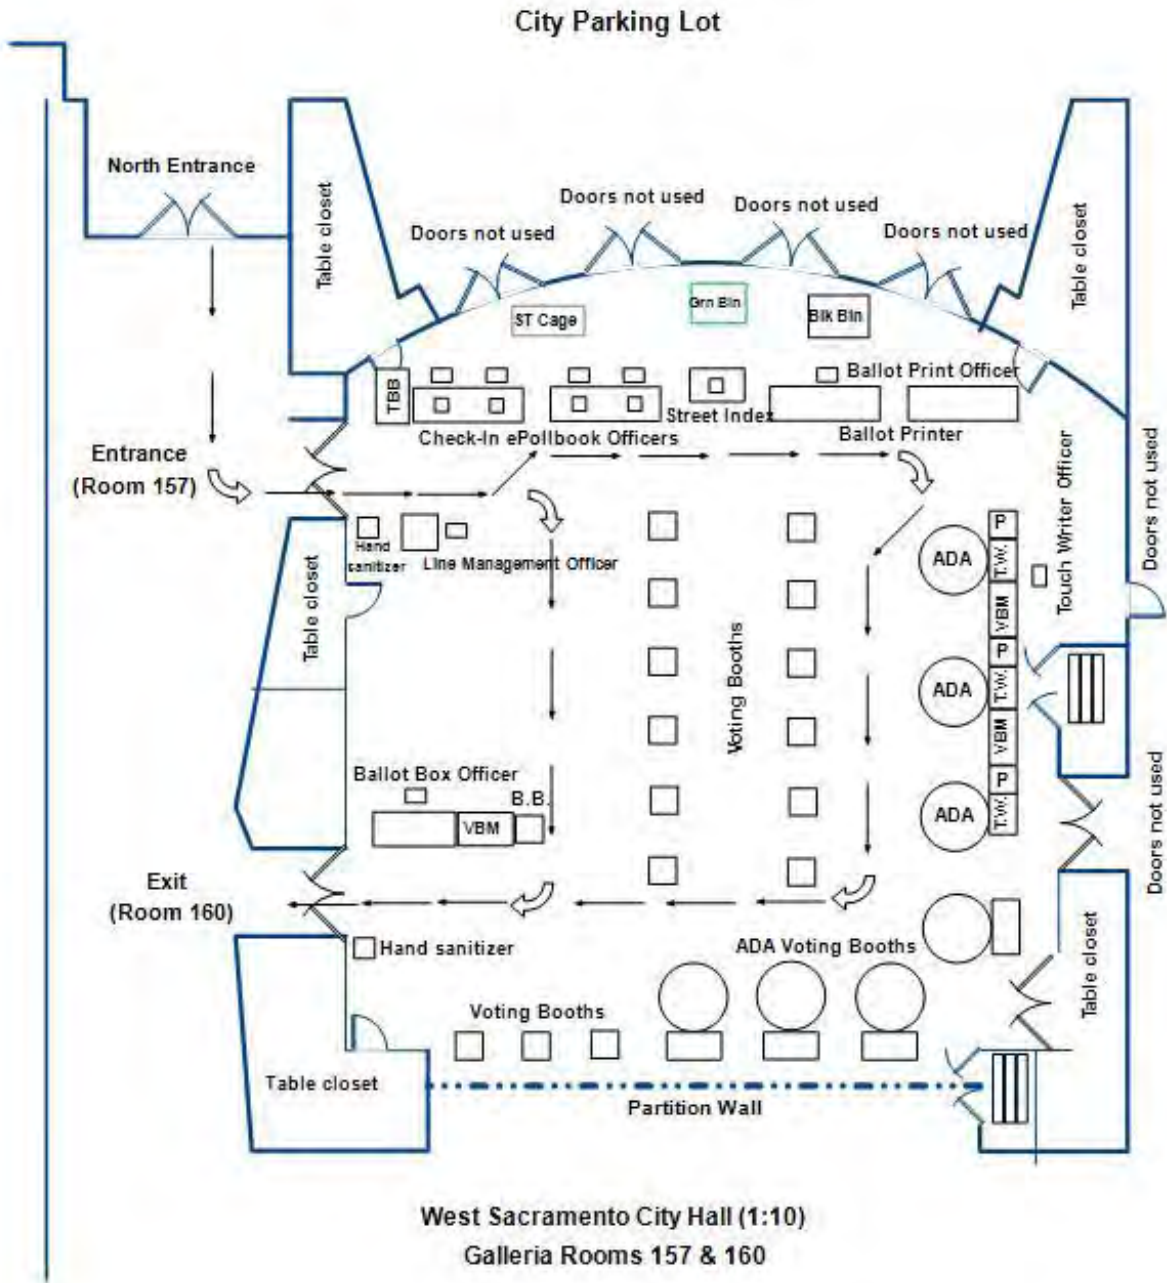 City Parking Lot
North Entrance
Table closet
Doors not used
Doors not used
Doors not used
Doors not used
Table closet
ST Cage
Grn Bin
Blk Bin
TBB
Ballot Print Officer
Street Index
Check-In ePollbook Officers
Ballot Printer
Entrance
(Room 157)
Hand
sanitizer
Line Management Officer
Table closet
Voting Booths
ADA
P
T.W.
VBM
ADA
P
T.W.
VBM
ADA
P
T.W.
Touch Writer Officer
Doors not used
Doors not used
Ballot Box Officer
B.B.
VBM
Exit
(Room 160)
Hand sanitizer
ADA Voting Booths
Table closet
Voting Booths
Table closet
Partition Wall
West Sacramento City Hall (1:10)
Galleria Rooms 157 & 160